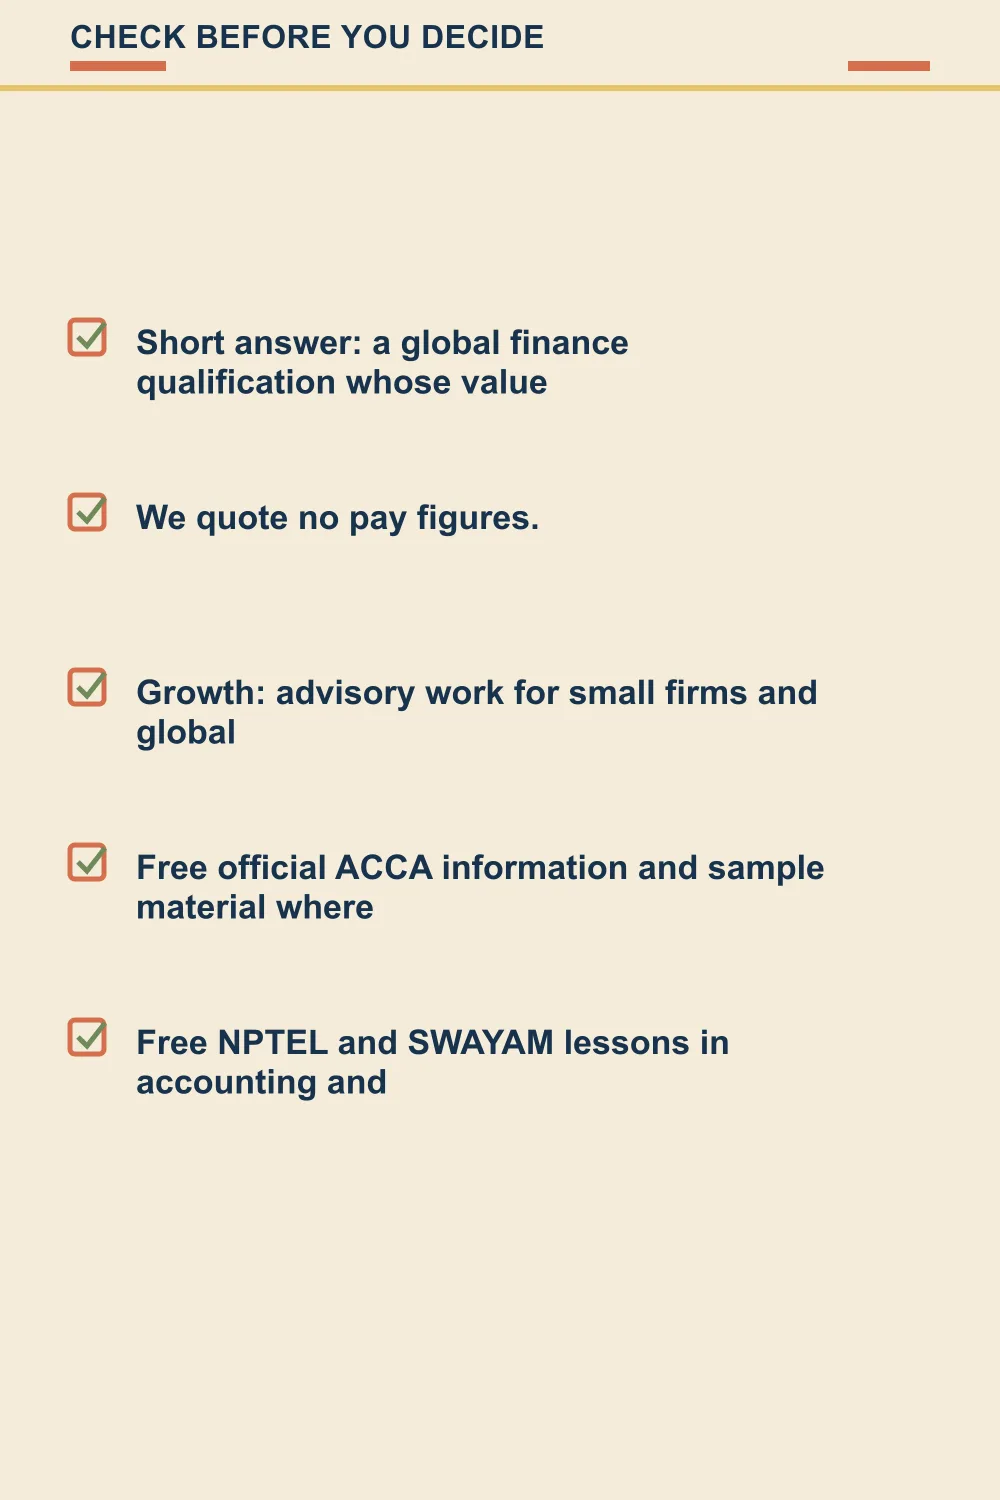 CHECK BEFORE YOU DECIDE
Short answer: a global finance
qualification whose value
We quote no pay figures.
Growth: advisory work for small firms and
global
Free official ACCA information and sample
material where
Free NPTEL and SWAYAM lessons in
accounting and